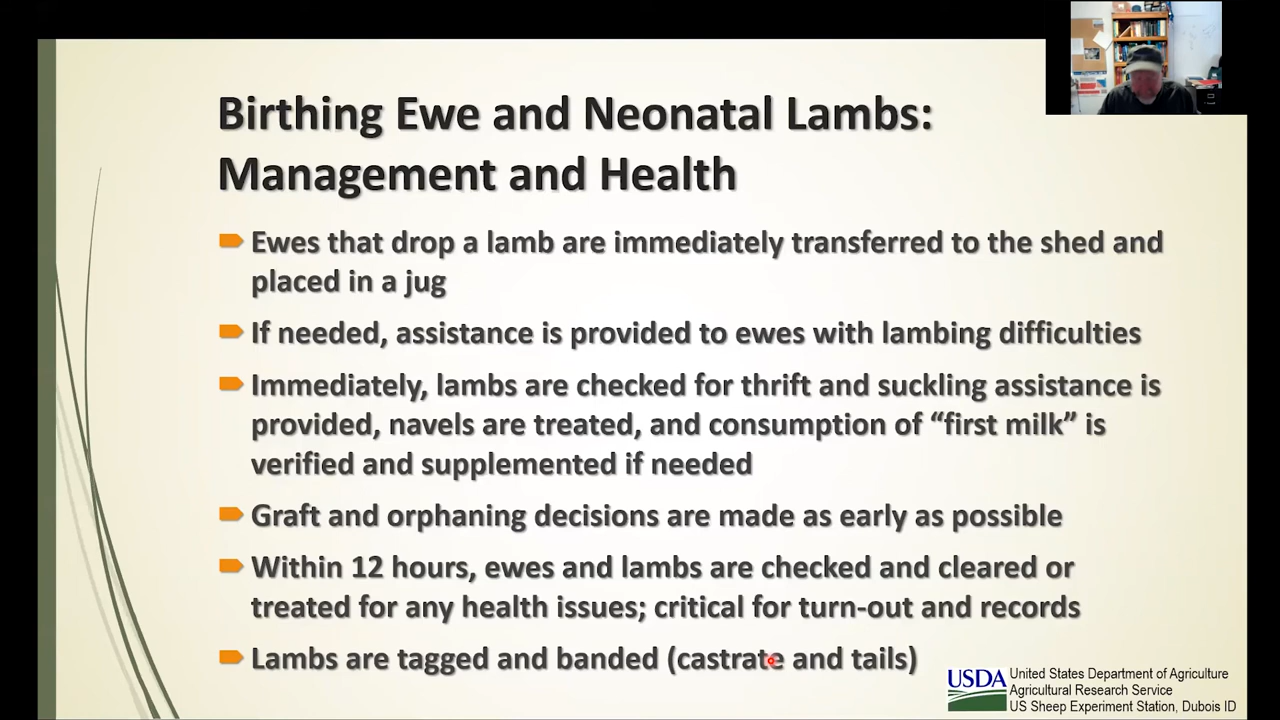 Birthing Ewe and Neonatal Lambs:
Management and Health
Ewes that drop a lamb are immediately transferred to the shed and
placed in a jug
If needed, assistance is provided to ewes with lambing difficulties
Immediately, lambs are checked for thrift and suckling assistance is
provided, navels are treated, and consumption of “first milk” is
verified and supplemented if needed
Graft and orphaning decisions are made as early as possible
Within 12 hours, ewes and lambs are checked and cleared or
treated for any health issues; critical for turn-out and records
Lambs are tagged and banded (castrate and tails)
USDA
United States Department of Agriculture
Agricultural Research Service
US Sheep Experiment Station, Dubois ID